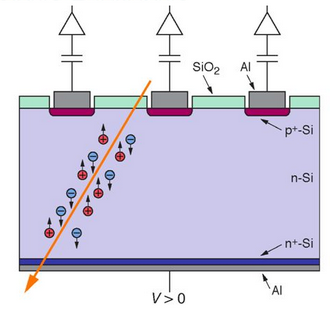 SiO₂
Al
p⁺-Si
n-Si
n⁺-Si
Al
V > 0